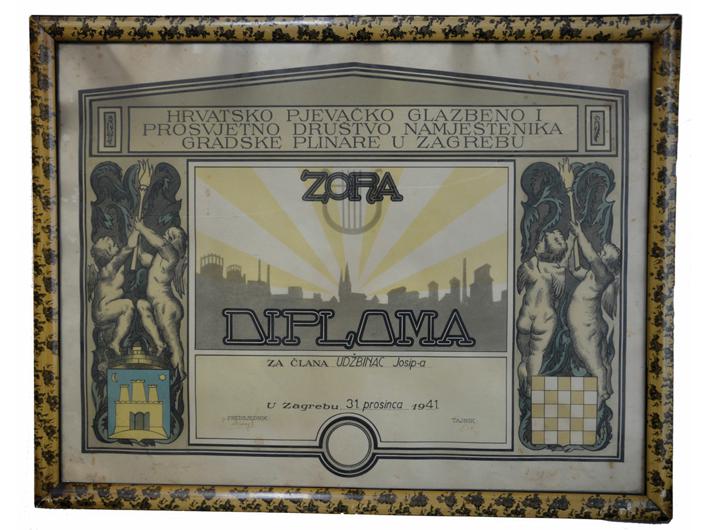 HRVATSKO PJEVAČKO GLAZBENO I
PROSVJETNO DRUŠTVO NAMJEŠTENIKA
GRADSKE PLINARE U ZAGREBU
ZORA
DIPLOMA
ZA ČLANA UDŽBINAC Josip-a
U Zagrebu 31 prosinca 1941
PREDSJEDNIK:
TAJNIK: